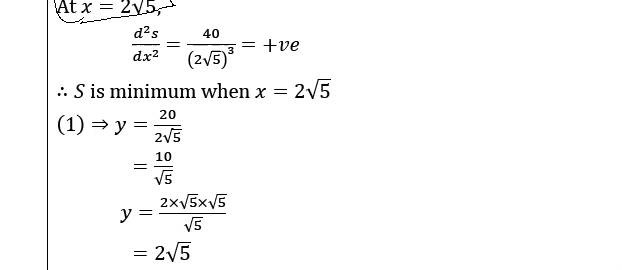 At x = 2√5,
d²s/dx² = 40/(2√5)³ = +ve
∴ S is minimum when x = 2√5
(1) ⇒ y = 20/2√5
= 10/√5
y = 2×√5×√5/√5
= 2√5